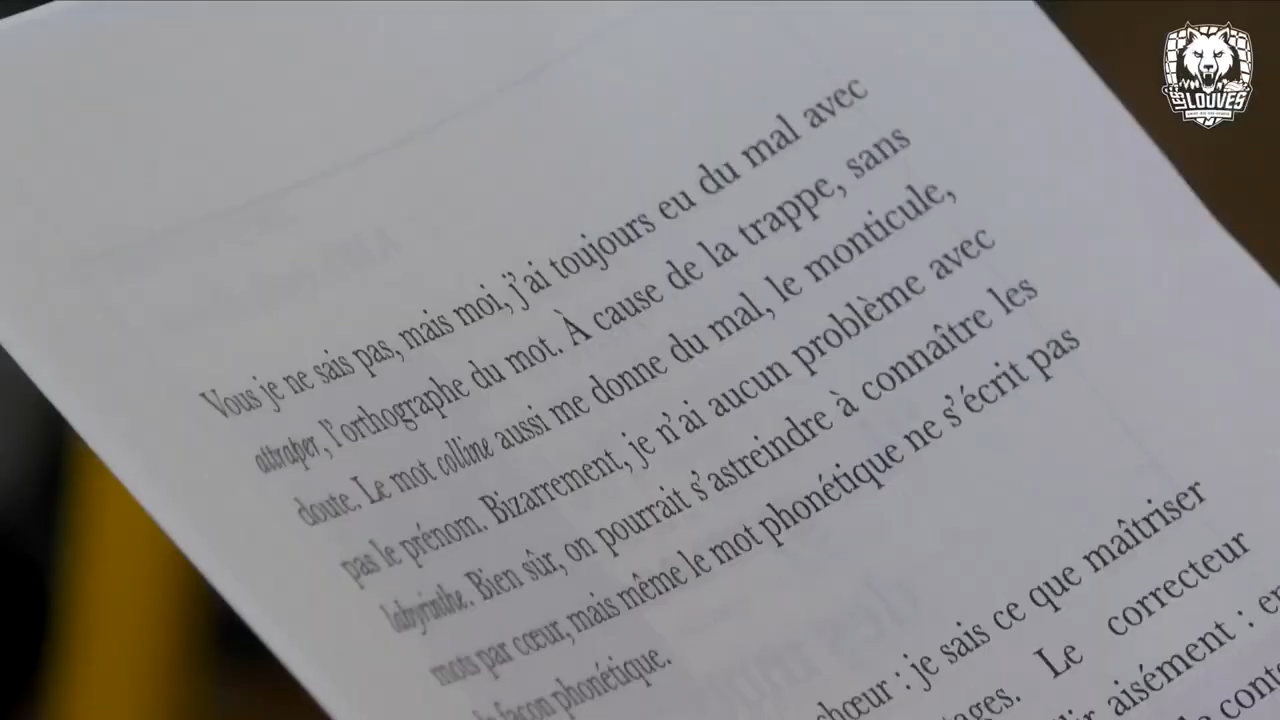 LES LOUVES
Vous je ne sais pas, mais moi, j'ai toujours eu du mal avec
attraper, l'orthographe du mot. À cause de la trappe, sans
doute. Le mot colline aussi me donne du mal, le monticule,
pas le prénom. Bizarrement, je n'ai aucun problème avec
labyrinthe. Bien sûr, on pourrait s'astreindre à connaître les
mots par cœur, mais même le mot phonétique ne s'écrit pas
de façon phonétique.
chœur : je sais ce que maîtriser
Le correcteur
aisément : en